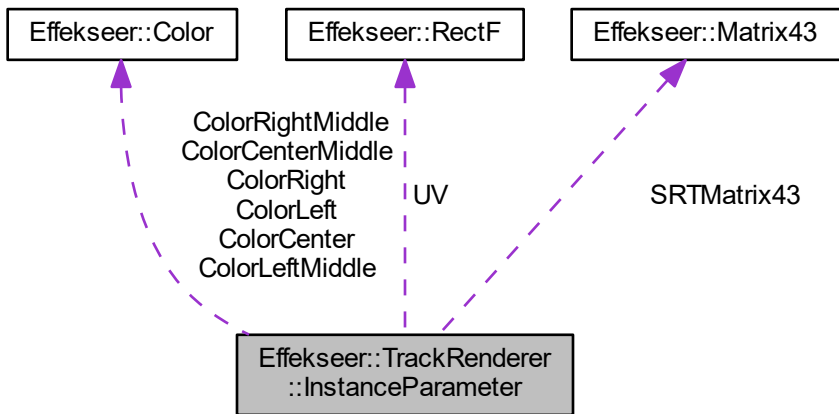 Effekseer::Color
Effekseer::RectF
Effekseer::Matrix43
ColorRightMiddle
ColorCenterMiddle
ColorRight
ColorLeft
ColorCenter
ColorLeftMiddle
UV
SRTMatrix43
Effekseer::TrackRenderer
::InstanceParameter